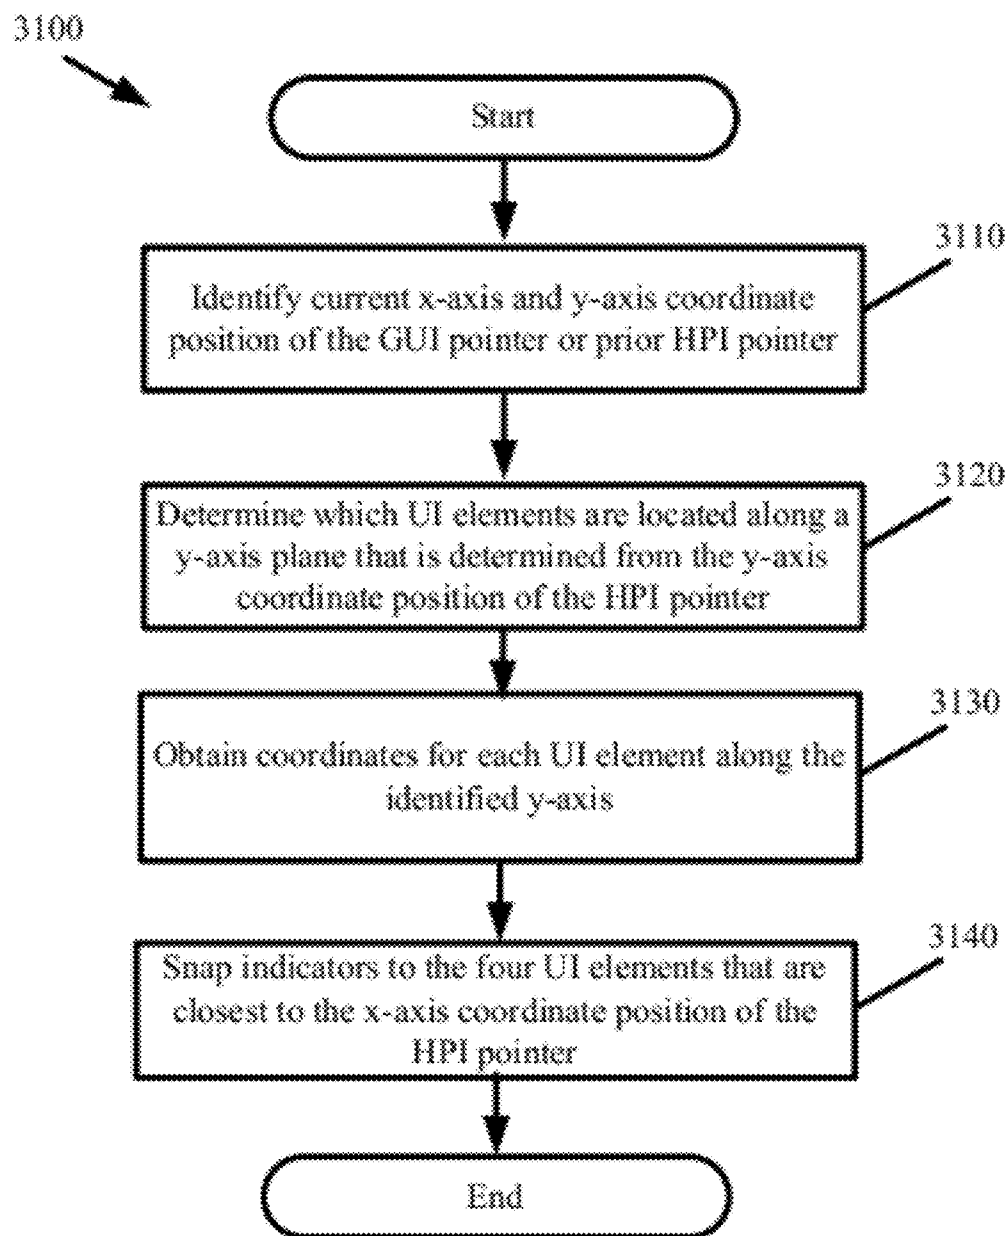 3100
Start
3110
Identify current x-axis and y-axis coordinate
position of the GUI pointer or prior HPI pointer
3120
Determine which UI elements are located along a
y-axis plane that is determined from the y-axis
coordinate position of the HPI pointer
3130
Obtain coordinates for each UI element along the
identified y-axis
3140
Snap indicators to the four UI elements that are
closest to the x-axis coordinate position of the
HPI pointer
End